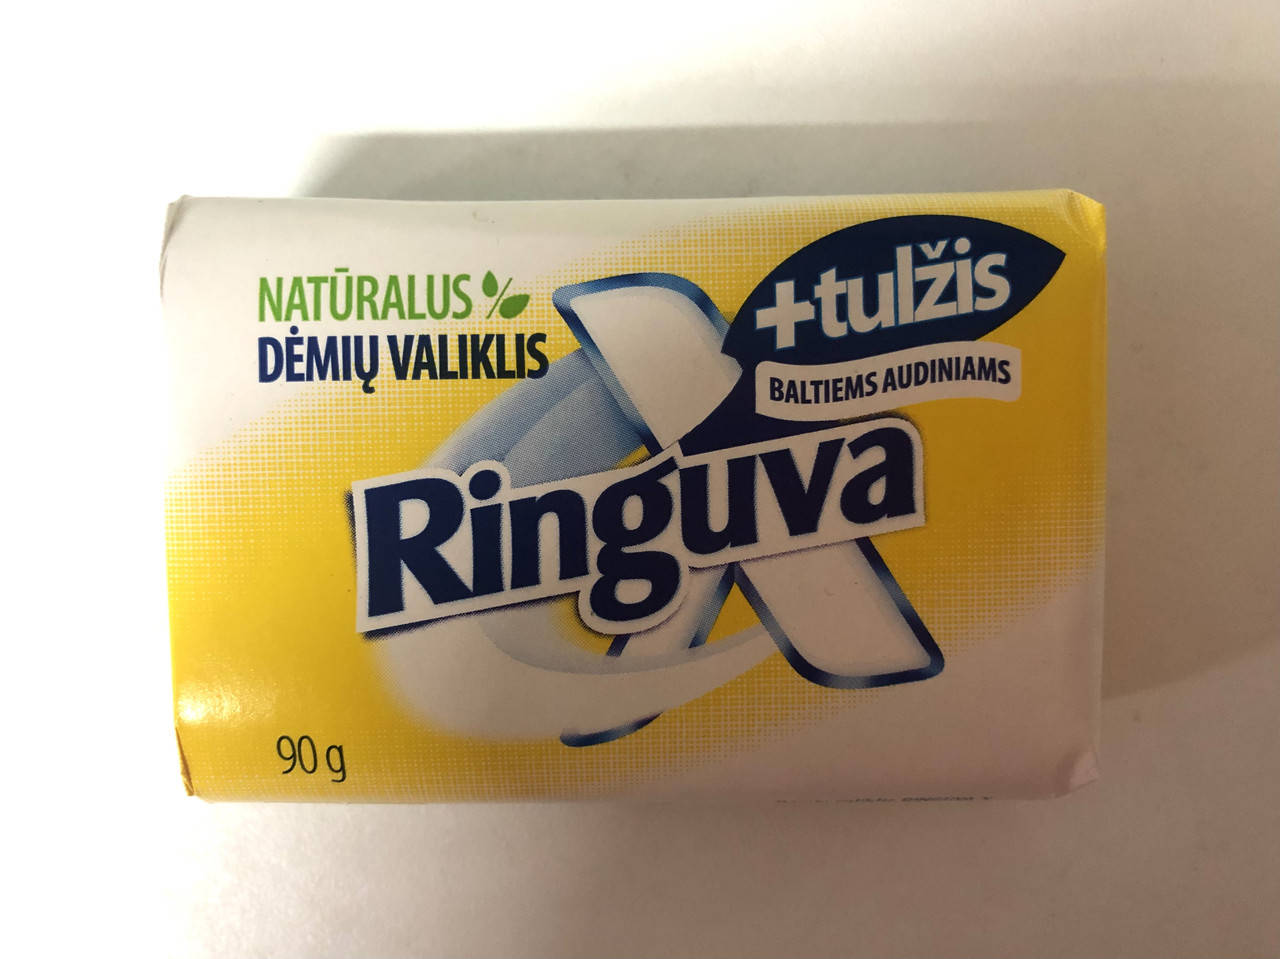 NATŪRALUS
DĖMIŲ VALIKLIS
+tulžis
BALTIEMS AUDINIAMS
Ringuva
X
90 g